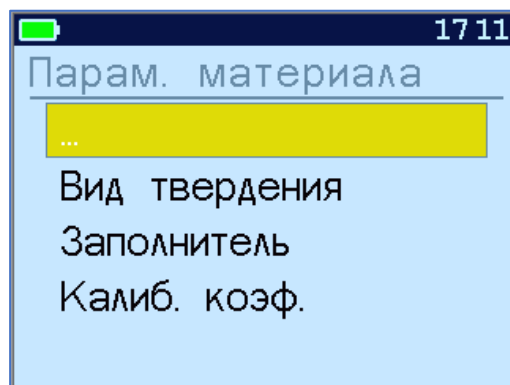 17 11
Парам. материала
...
Вид твердения
Заполнитель
Калиб. коэф.